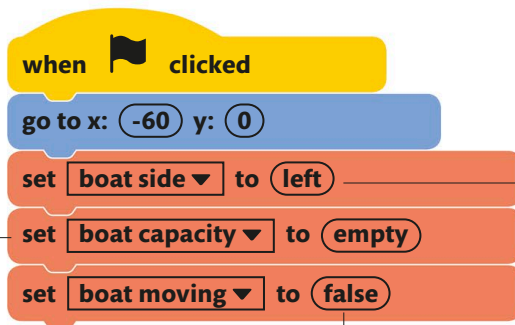 when clicked
go to x: -60 y: 0
set boat side to left
set boat capacity to empty
set boat moving to false